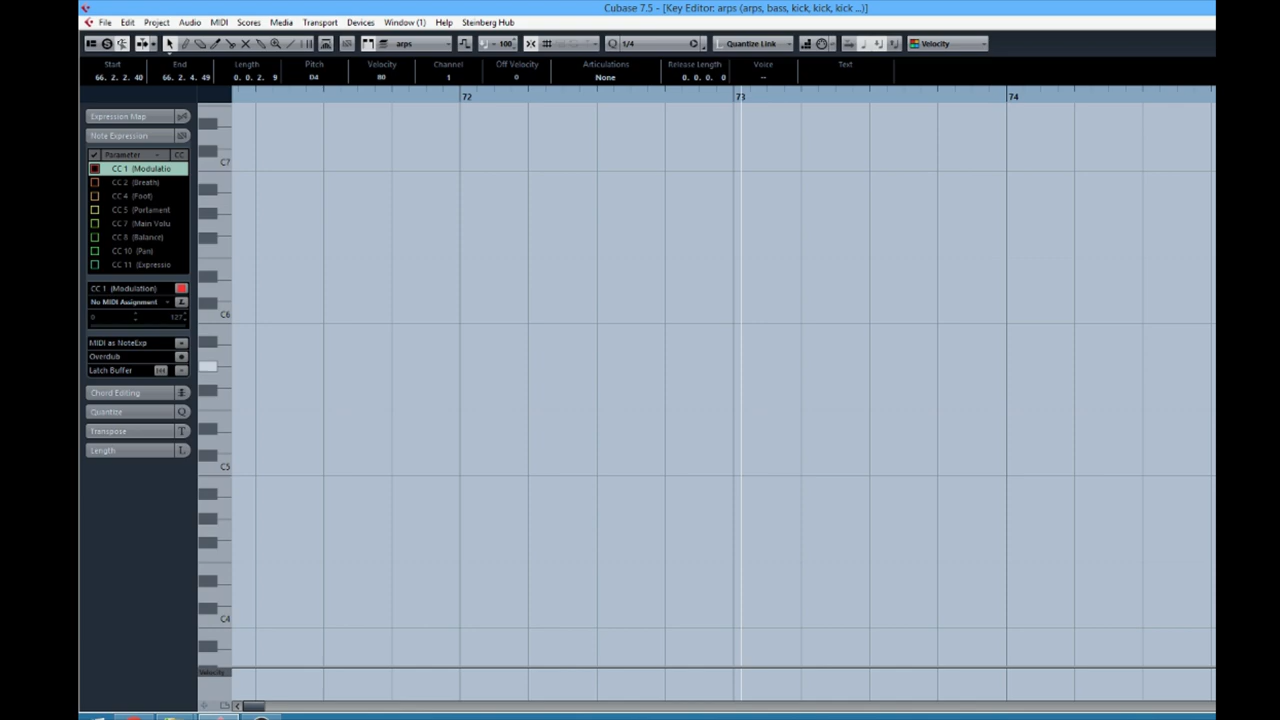 Cubase 7.5 - [Key Editor: arps (arps, bass, kick, kick, kick ...)]
File Edit Project Audio MIDI Scores Media Transport Devices Window (1) Help Steinberg Hub
arps 100 1/4 Quantize Link Velocity
Start End Length Pitch Velocity Channel Off Velocity Articulations Release Length Voice Text
66. 2. 2. 40 66. 2. 4. 49 0. 0. 2. 9 D4 80 1 0 None 0. 0. 0. 0 --
72 73 74
Expression Map
Note Expression
Parameter CC
CC 1 (Modulatio
CC 2 (Breath)
CC 4 (Foot)
CC 5 (Portament
CC 7 (Main Volu
CC 8 (Balance)
CC 10 (Pan)
CC 11 (Expressio
CC 1 (Modulation)
No MIDI Assignment
0 127
MIDI as NoteExp
Overdub
Latch Buffer
Chord Editing
Quantize Q
Transpose T
Length L
C7
C6
C5
C4
Velocity